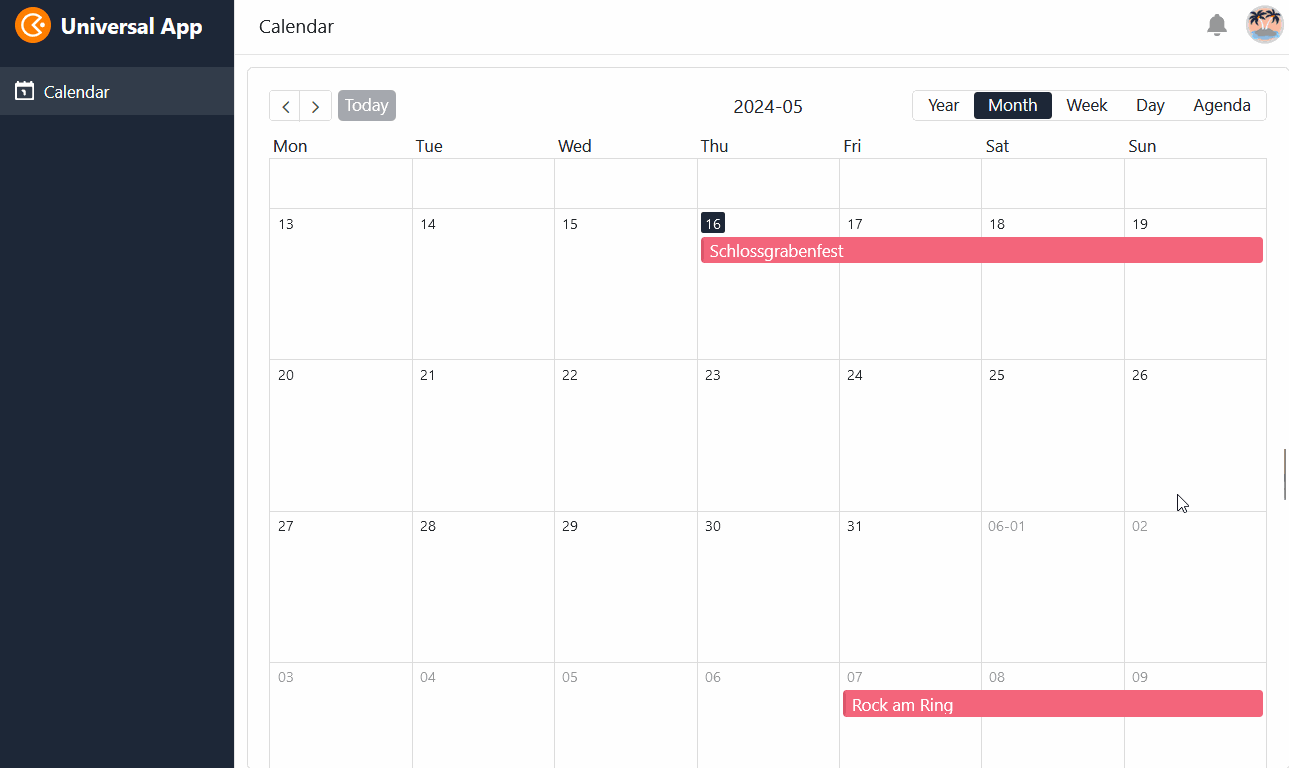 Universal App
Calendar
Calendar
Today
2024-05
Year Month Week Day Agenda
Mon Tue Wed Thu Fri Sat Sun
13 14 15 16 17 18 19
Schlossgrabenfest
20 21 22 23 24 25 26
27 28 29 30 31 06-01 02
03 04 05 06 07 08 09
Rock am Ring